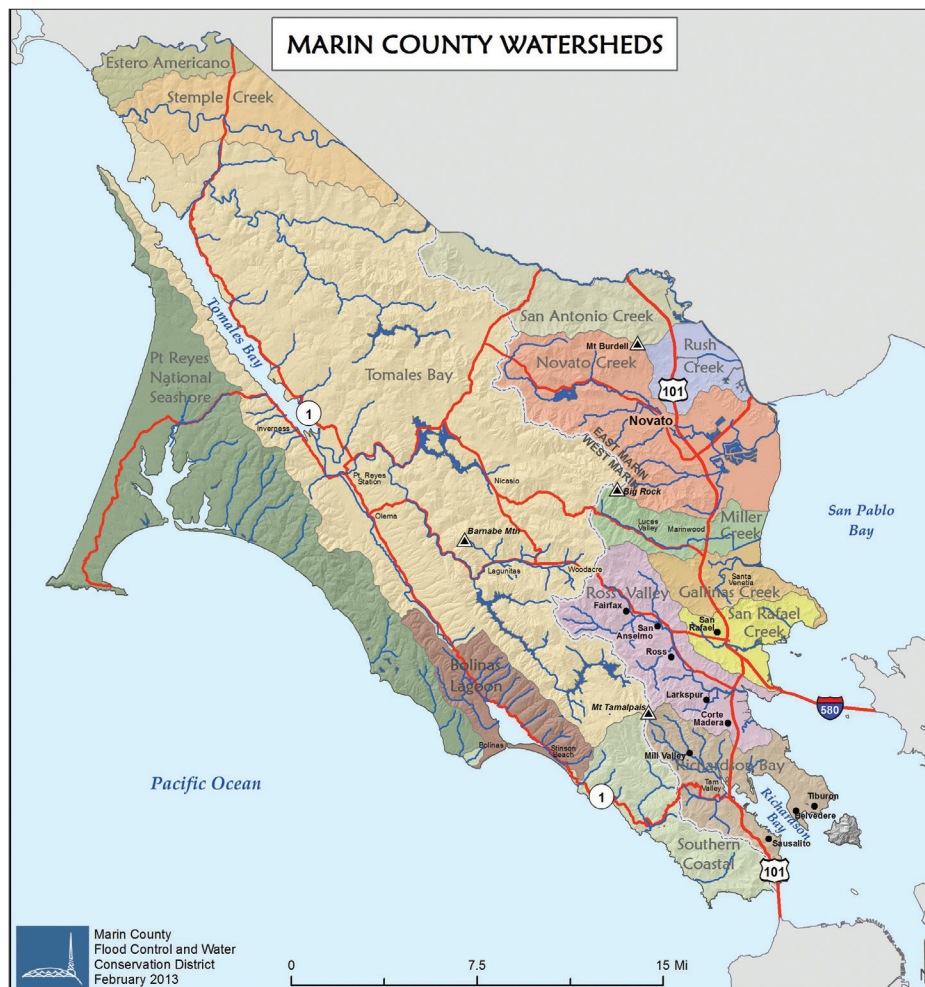 MARIN COUNTY WATERSHEDS
Estero Americano
Stemple Creek
Tomales Bay
Pt Reyes
National
Seashore
Tomales Bay
1
Inverness
Pt. Reyes
Station
Olema
Nicasio
Barnabe Mtn
Lagunitas
Woodacre
San Antonio Creek
Mt Burdell
Novato Creek
Rush
Creek
101
Novato
EAST MARIN
WEST MARIN
Big Rock
Lucas
Valley
Marinwood
Miller
Creek
San Pablo
Bay
Santa
Venetia
Gallinas Creek
Ross Valley
Fairfax
San
Anselmo
San
Rafael
San Rafael
Creek
Ross
Larkspur
Corte
Madera
580
Bolinas
Lagoon
Bolinas
Stinson
Beach
Mt Tamalpais
Mill Valley
Richardson Bay
Tam
Valley
Richardson
Bay
Tiburon
Belvedere
Sausalito
1
Southern
Coastal
101
Pacific Ocean
Marin County
Flood Control and Water
Conservation District
February 2013
0 7.5 15 Mi
N